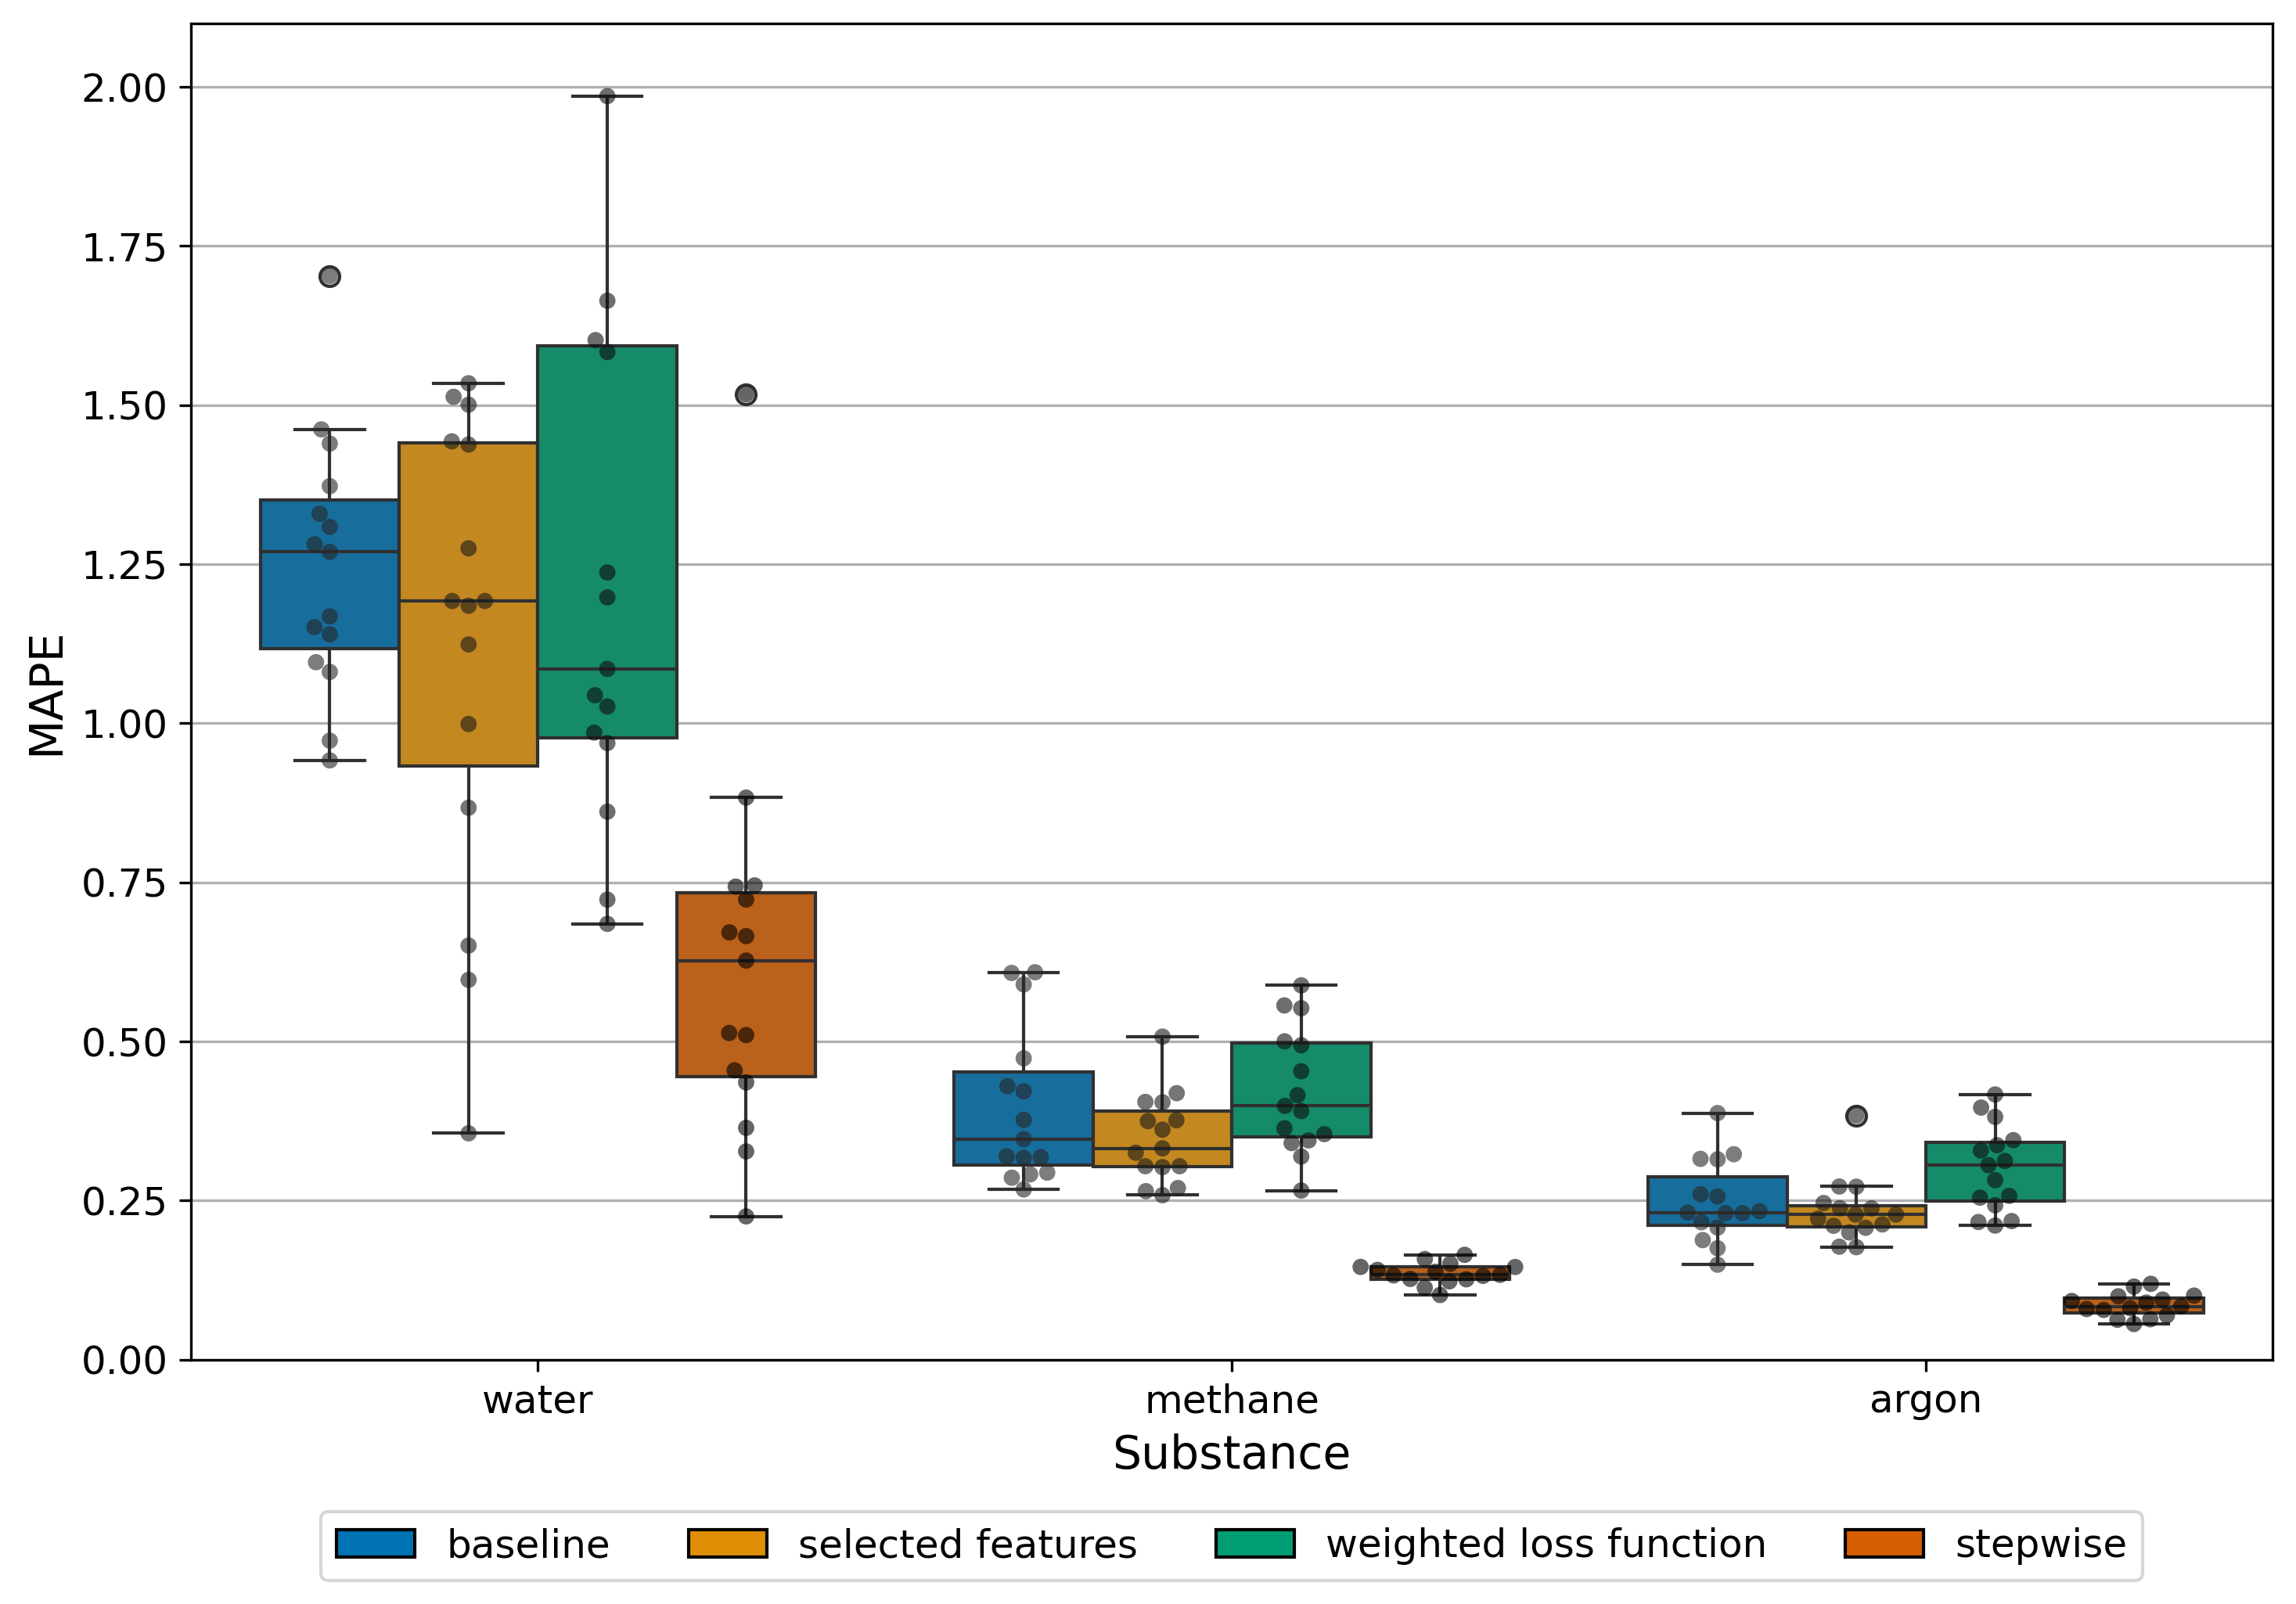 2.00
1.75
1.50
1.25
1.00
0.75
0.50
0.25
0.00
MAPE
water methane argon
Substance
baseline selected features weighted loss function stepwise